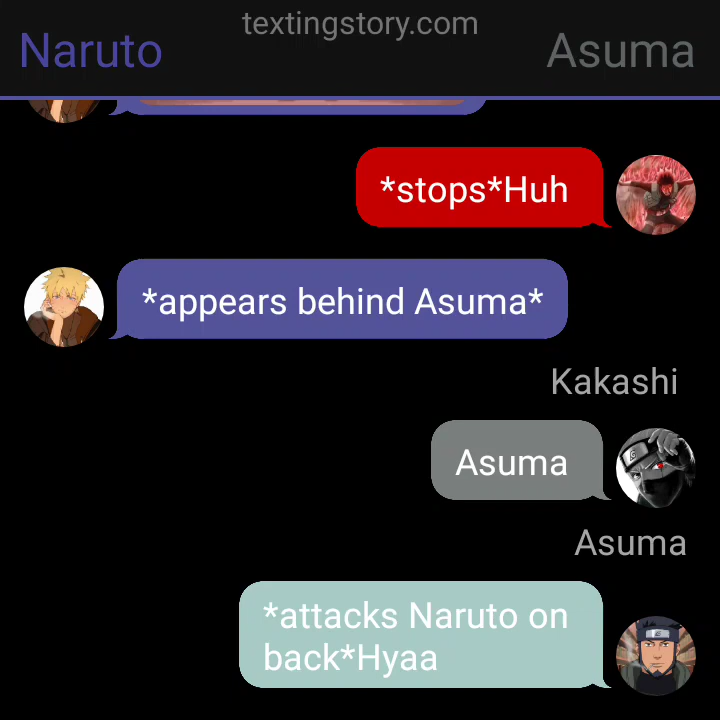 textingstory.com
Naruto
Asuma
*stops*Huh
*appears behind Asuma*
Kakashi
Asuma
Asuma
*attacks Naruto on
back*Hyaa